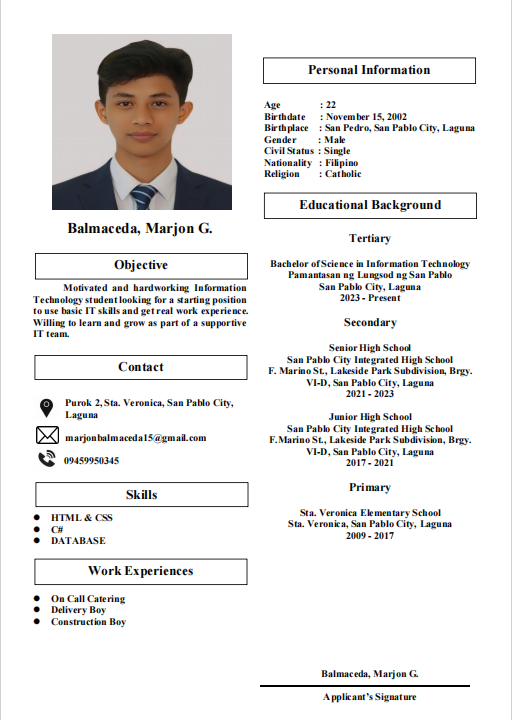 Balmaceda, Marjon G.
Objective
Motivated and hardworking Information
Technology student looking for a starting position
to use basic IT skills and get real work experience.
Willing to learn and grow as part of a supportive
IT team.
Contact
Purok 2, Sta. Veronica, San Pablo City,
Laguna
marjonbalmaceda15@gmail.com
09459950345
Skills
HTML & CSS
C#
DATABASE
Work Experiences
On Call Catering
Delivery Boy
Construction Boy
Personal Information
Age : 22
Birthdate : November 15, 2002
Birthplace : San Pedro, San Pablo City, Laguna
Gender : Male
Civil Status : Single
Nationality : Filipino
Religion : Catholic
Educational Background
Tertiary
Bachelor of Science in Information Technology
Pamantasan ng Lungsod ng San Pablo
San Pablo City, Laguna
2023 - Present
Secondary
Senior High School
San Pablo City Integrated High School
F. Marino St., Lakeside Park Subdivision, Brgy.
VI-D, San Pablo City, Laguna
2021 - 2023
Junior High School
San Pablo City Integrated High School
F.Marino St., Lakeside Park Subdivision, Brgy.
VI-D, San Pablo City, Laguna
2017 - 2021
Primary
Sta. Veronica Elementary School
Sta. Veronica, San Pablo City, Laguna
2009 - 2017
Balmaceda, Marjon G.
Applicant's Signature